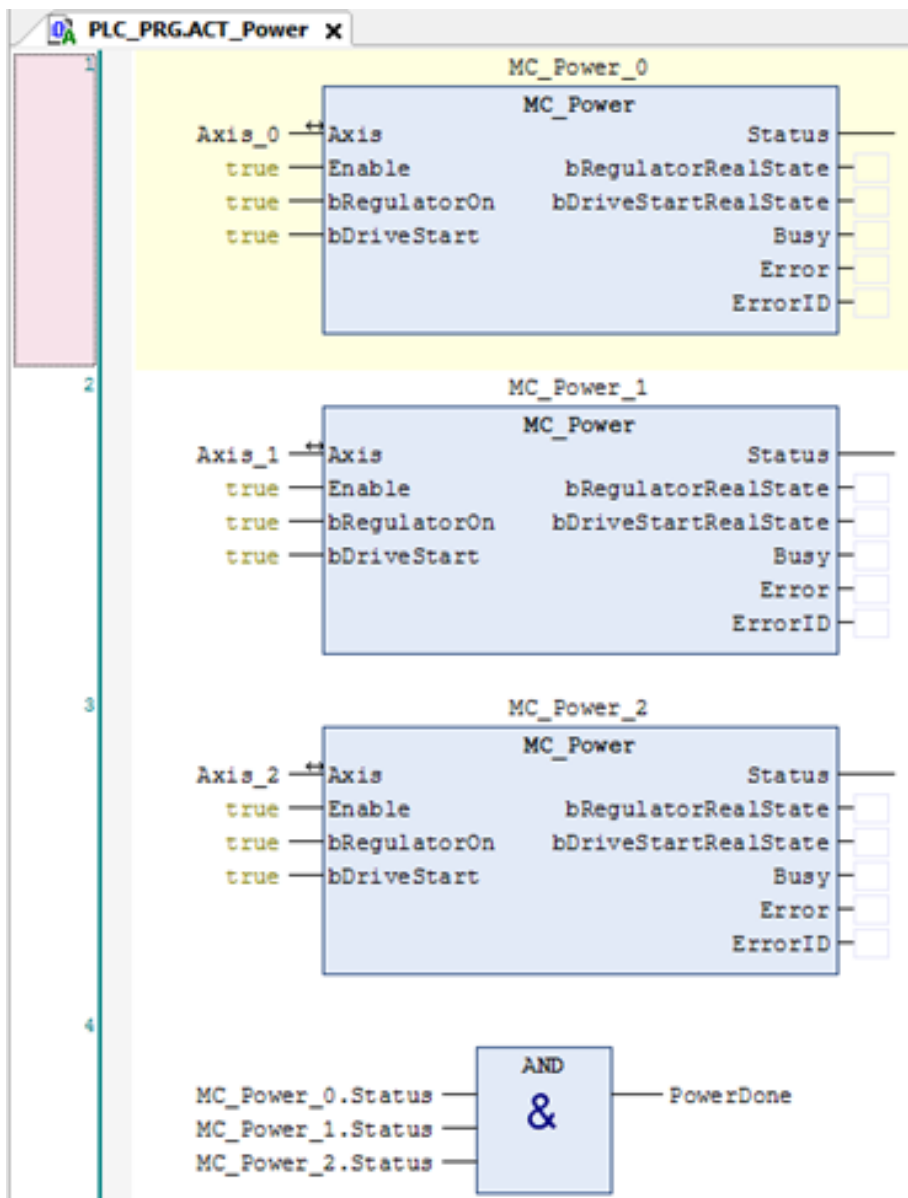 PLC_PRG.ACT_Power x
1
MC_Power_0
MC_Power
Axis_0 Axis Status
true Enable bRegulatorRealState
true bRegulatorOn bDriveStartRealState
true bDriveStart Busy
Error
ErrorID
2
MC_Power_1
MC_Power
Axis_1 Axis Status
true Enable bRegulatorRealState
true bRegulatorOn bDriveStartRealState
true bDriveStart Busy
Error
ErrorID
3
MC_Power_2
MC_Power
Axis_2 Axis Status
true Enable bRegulatorRealState
true bRegulatorOn bDriveStartRealState
true bDriveStart Busy
Error
ErrorID
4
AND
&
MC_Power_0.Status PowerDone
MC_Power_1.Status
MC_Power_2.Status